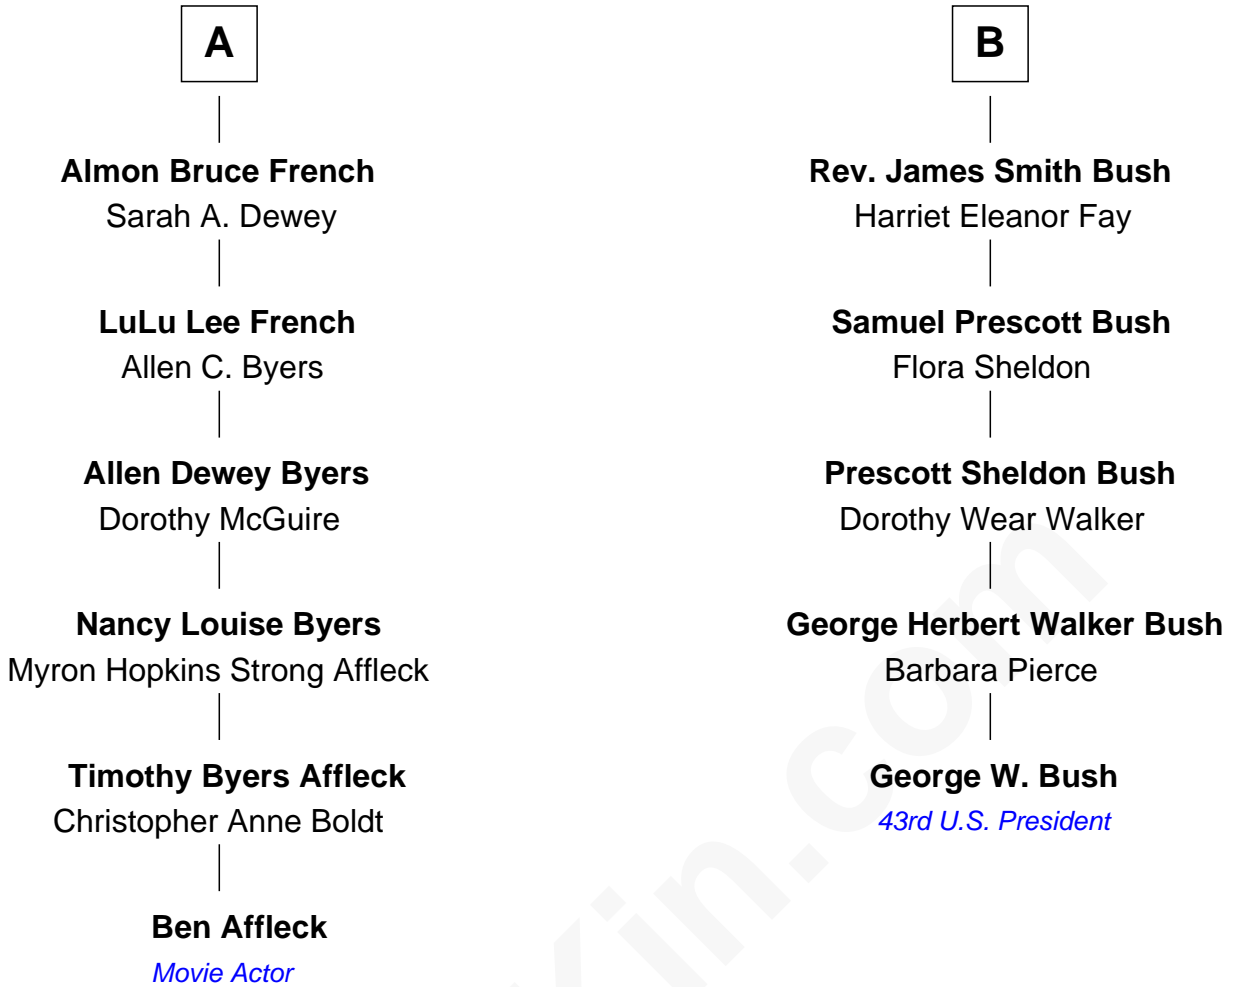 A
Almon Bruce French
Sarah A. Dewey
LuLu Lee French
Allen C. Byers
Allen Dewey Byers
Dorothy McGuire
Nancy Louise Byers
Myron Hopkins Strong Affleck
Timothy Byers Affleck
Christopher Anne Boldt
Ben Affleck
Movie Actor
B
Rev. James Smith Bush
Harriet Eleanor Fay
Samuel Prescott Bush
Flora Sheldon
Prescott Sheldon Bush
Dorothy Wear Walker
George Herbert Walker Bush
Barbara Pierce
George W. Bush
43rd U.S. President
Kin.com